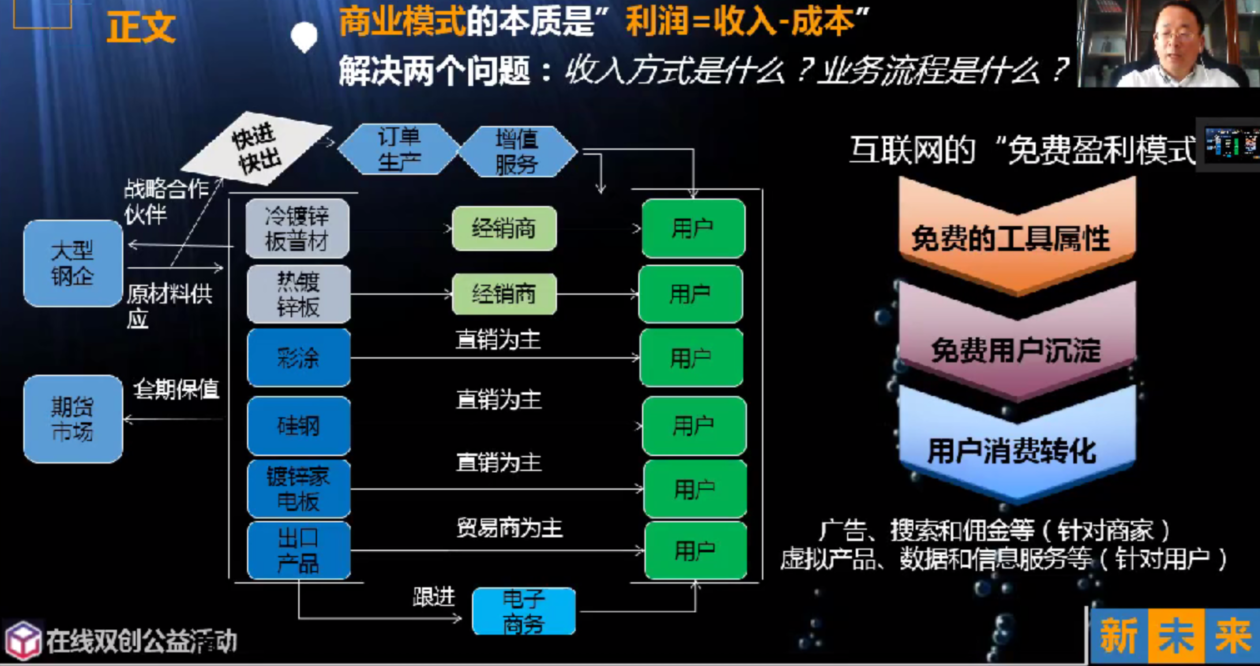 正文
商业模式的本质是”利润=收入-成本”
解决两个问题：收入方式是什么？业务流程是什么？
快进
快出
订单
生产
增值
服务
战略合作
伙伴
大型
钢企
原材料供
应
期货
市场
套期保值
冷镀锌
板普材
经销商
用户
热镀
锌板
经销商
用户
彩涂
直销为主
用户
硅钢
直销为主
用户
镀锌家
电板
直销为主
用户
出口
产品
贸易商为主
用户
跟进
电子
商务
互联网的“免费盈利模式
免费的工具属性
免费用户沉淀
用户消费转化
广告、搜索和佣金等（针对商家）
虚拟产品、数据和信息服务等（针对用户）
在线双创公益活动
新未来